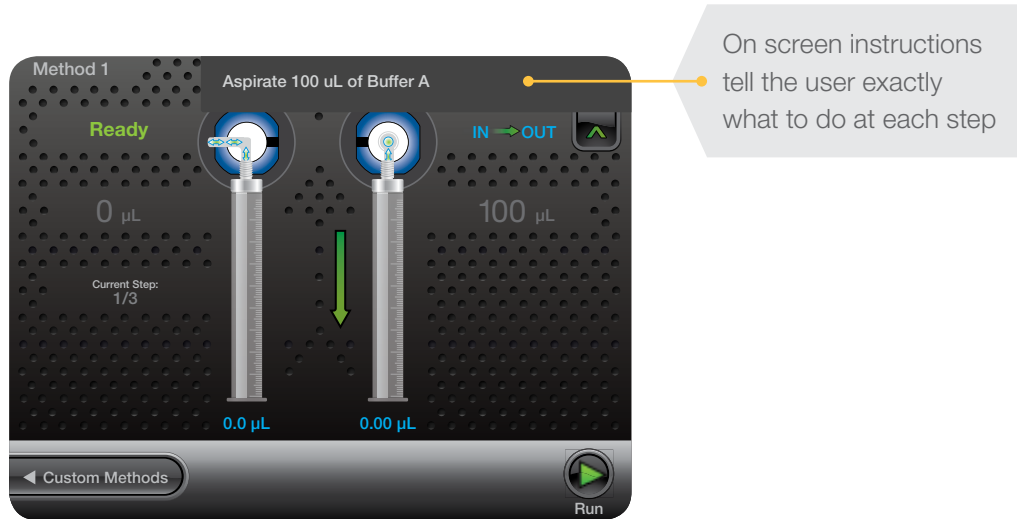 Method 1
Aspirate 100 uL of Buffer A
On screen instructions
tell the user exactly
what to do at each step
Ready
IN OUT
0 µL
100 µL
Current Step:
1/3
0.0 µL
0.00 µL
Custom Methods
Run